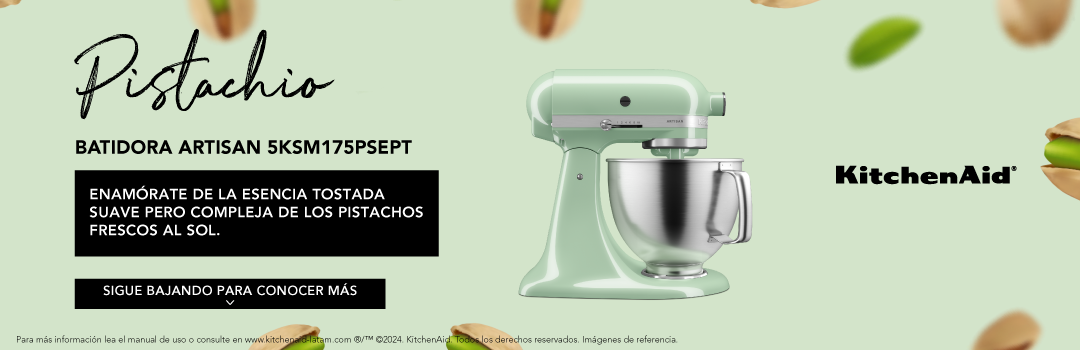 Pistachio
BATIDORA ARTISAN 5KSM175PSEPT
ENAMÓRATE DE LA ESENCIA TOSTADA
SUAVE PERO COMPLEJA DE LOS PISTACHOS
FRESCOS AL SOL.
SIGUE BAJANDO PARA CONOCER MÁS
KitchenAid®
ARTISAN
Para más información lea el manual de uso o consulte en www.kitchenaid-latam.com ®/™ ©2024. KitchenAid. Todos los derechos reservados. Imágenes de referencia.